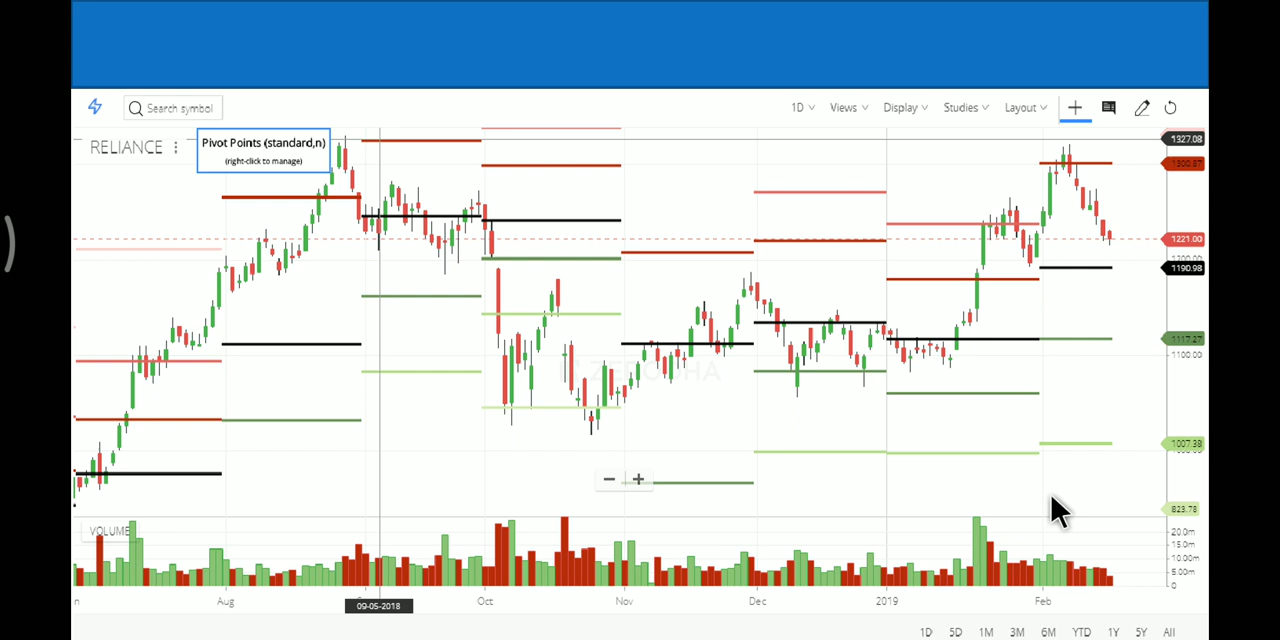 Search symbol
1D Views Display Studies Layout
RELIANCE
Pivot Points (standard,n)
(right-click to manage)
1327.08
1300.87
1221.00
1190.98
1117.27
1100.00
1007.38
823.78
ZERODHA
VOLUME
20.0m
15.0m
10.0m
5.00m
0
n Aug Oct Nov Dec 2019 Feb
09-05-2018
1D 5D 1M 3M 6M YTD 1Y 5Y All